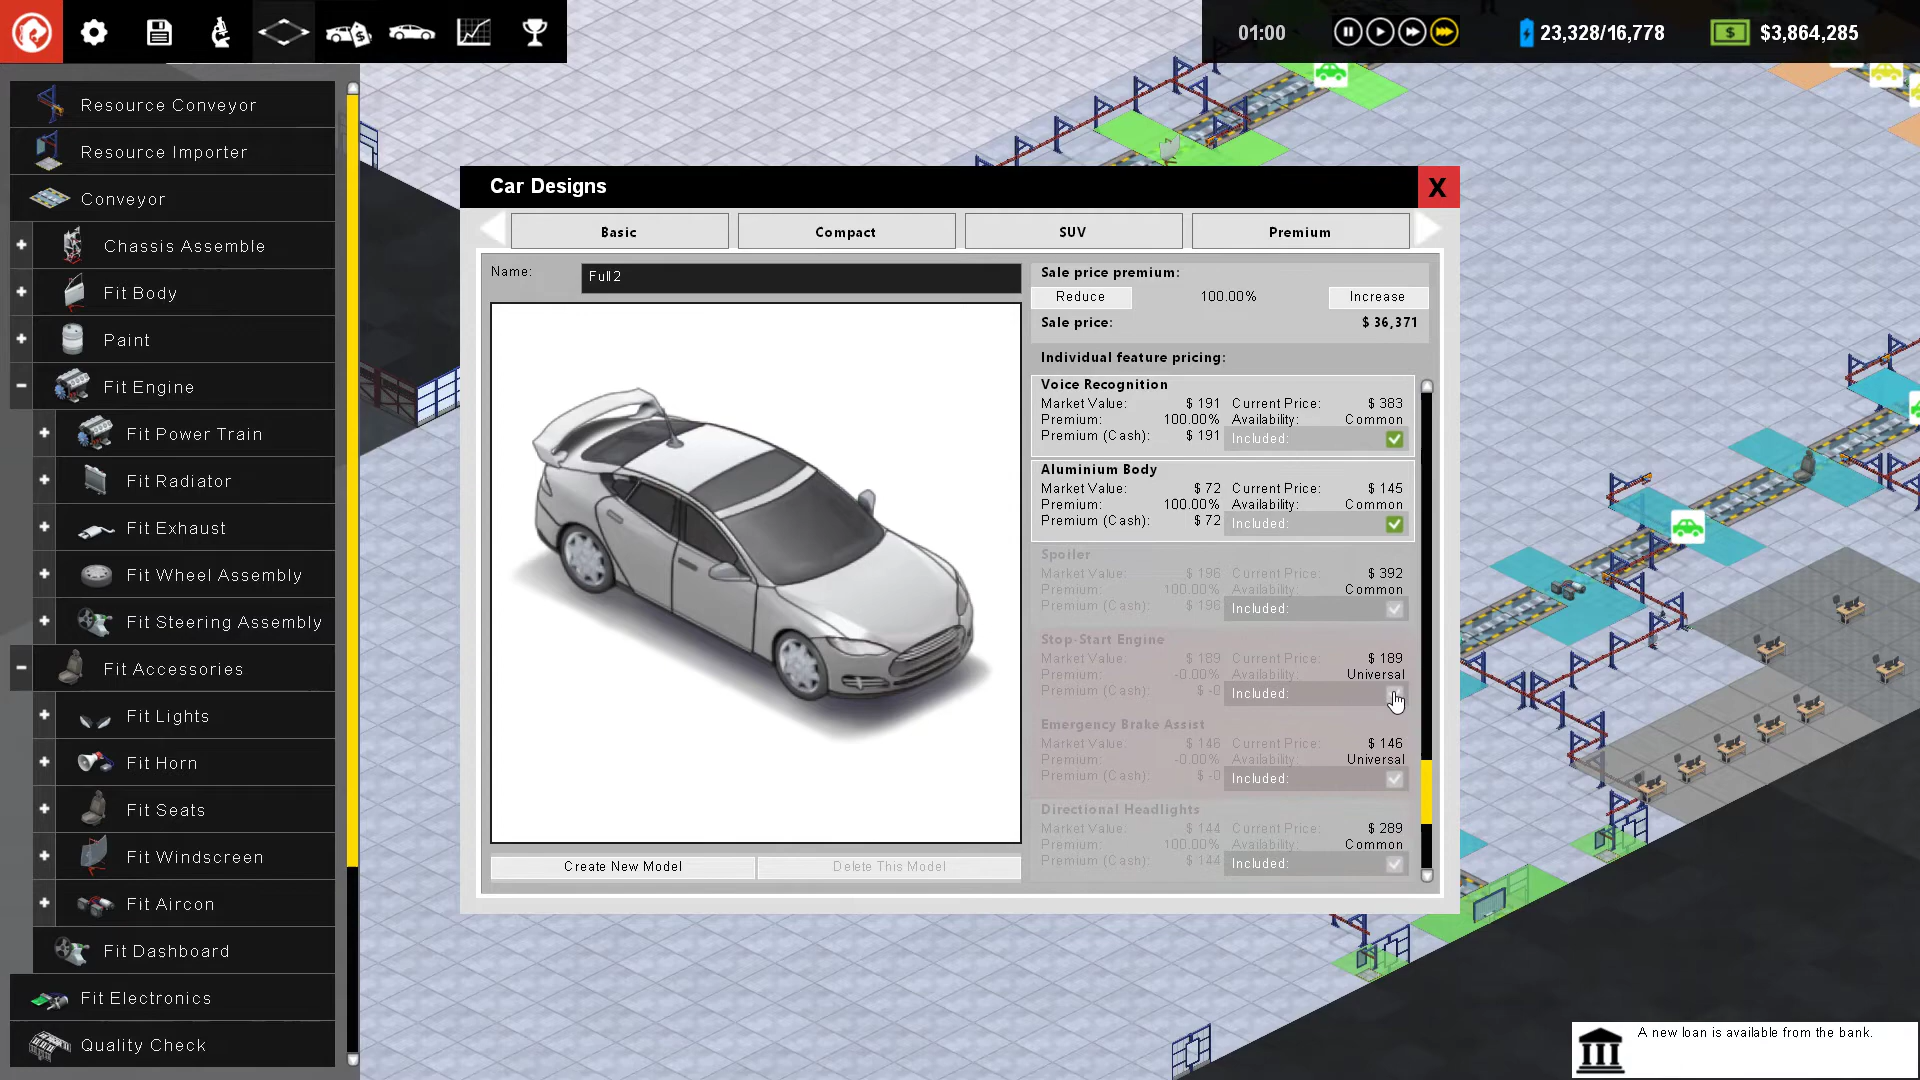 01:00
23,328/16,778
$3,864,285
Resource Conveyor
Resource Importer
Conveyor
Chassis Assemble
Fit Body
Paint
Fit Engine
Fit Power Train
Fit Radiator
Fit Exhaust
Fit Wheel Assembly
Fit Steering Assembly
Fit Accessories
Fit Lights
Fit Horn
Fit Seats
Fit Windscreen
Fit Aircon
Fit Dashboard
Fit Electronics
Quality Check
Car Designs
X
Basic
Compact
SUV
Premium
Name:
Full2
Create New Model
Delete This Model
Sale price premium:
Reduce
100.00%
Increase
Sale price: $ 36,371
Individual feature pricing:
Voice Recognition
Market Value: $ 191 Current Price: $ 383
Premium: 100.00% Availability: Common
Premium (Cash): $ 191 Included:
Aluminium Body
Market Value: $ 72 Current Price: $ 145
Premium: 100.00% Availability: Common
Premium (Cash): $ 72 Included:
Spoiler
Market Value: $ 196 Current Price: $ 392
Premium: 100.00% Availability: Common
Premium (Cash): $ 196 Included:
Stop-Start Engine
Market Value: $ 189 Current Price: $ 189
Premium: -0.00% Availability: Universal
Premium (Cash): $ -0 Included:
Emergency Brake Assist
Market Value: $ 146 Current Price: $ 146
Premium: -0.00% Availability: Universal
Premium (Cash): $ -0 Included:
Directional Headlights
Market Value: $ 144 Current Price: $ 289
Premium: 100.00% Availability: Common
Premium (Cash): $ 144 Included:
A new loan is available from the bank.